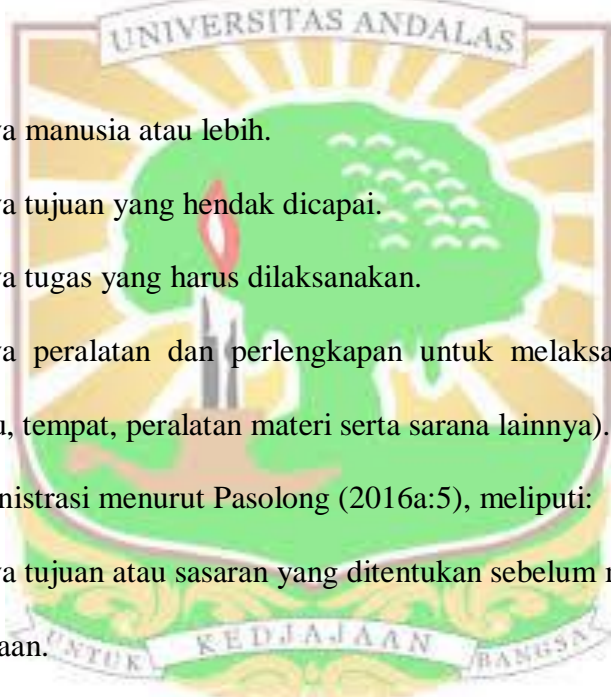 UNIVERSITAS ANDALAS
a manusia atau lebih.
a tujuan yang hendak dicapai.
a tugas yang harus dilaksanakan.
a peralatan dan perlengkapan untuk melaksa
u, tempat, peralatan materi serta sarana lainnya).
nistrasi menurut Pasolong (2016a:5), meliputi:
a tujuan atau sasaran yang ditentukan sebelum
aan.
UNTUK KEDJAJAAN BANGSA